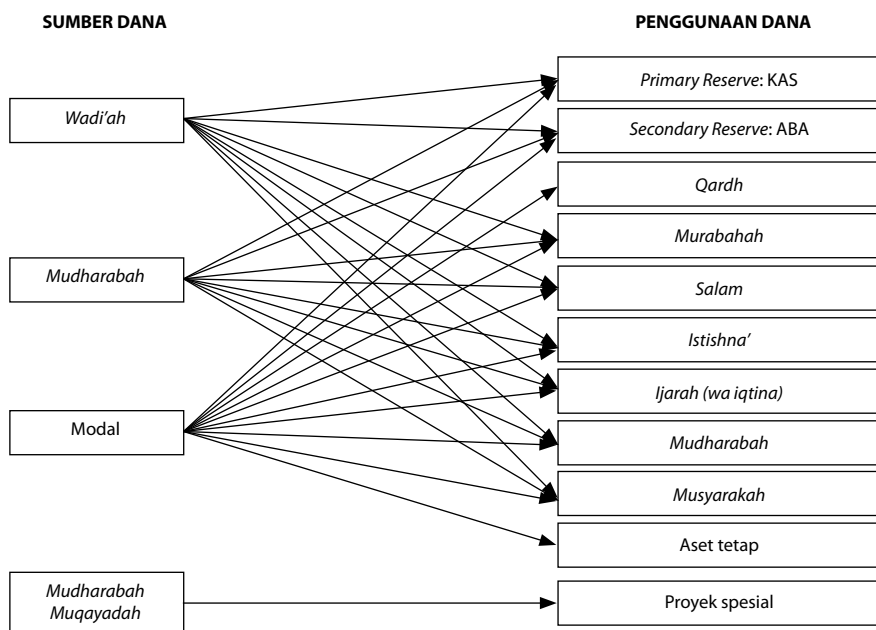 SUMBER DANA
PENGGUNAAN DANA
Wadi’ah
Mudharabah
Modal
Mudharabah
Muqayadah
Primary Reserve: KAS
Secondary Reserve: ABA
Qardh
Murabahah
Salam
Istishna’
Ijarah (wa iqtina)
Mudharabah
Musyarakah
Aset tetap
Proyek spesial